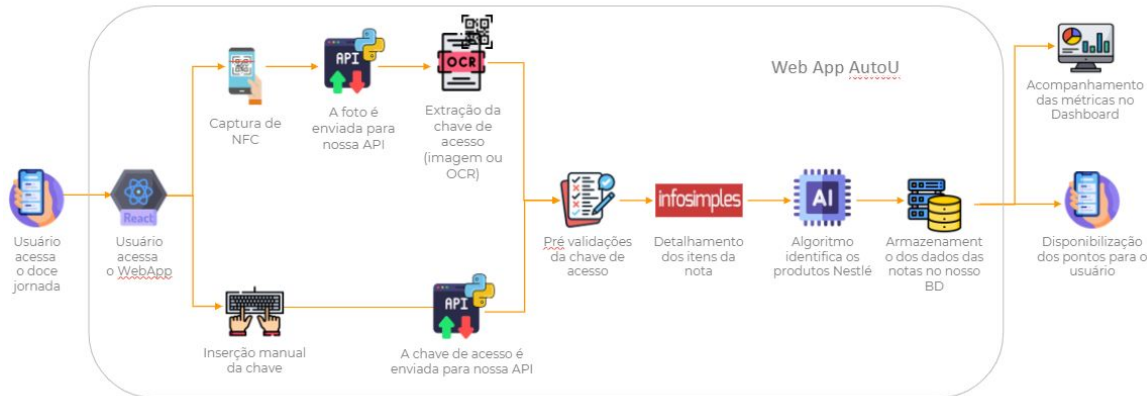 Web App AutoU
API
OCR
Captura de
NFC
A foto é
enviada para
nossa API
Extração da
chave de
acesso
(imagem ou
OCR)
Acompanhamento
das métricas no
Dashboard
React
infosimples
AI
Usuário
acessa
o doce
jornada
Usuário
acessa
o WebApp
Pré validações
da chave de
acesso
Detalhamento
dos itens da
nota
Algoritmo
identifica os
produtos Nestlé
Armazenament
o dos dados das
notas no nosso
BD
Disponibilização
dos pontos para o
usuário
API
Inserção manual
da chave
A chave de acesso é
enviada para nossa API